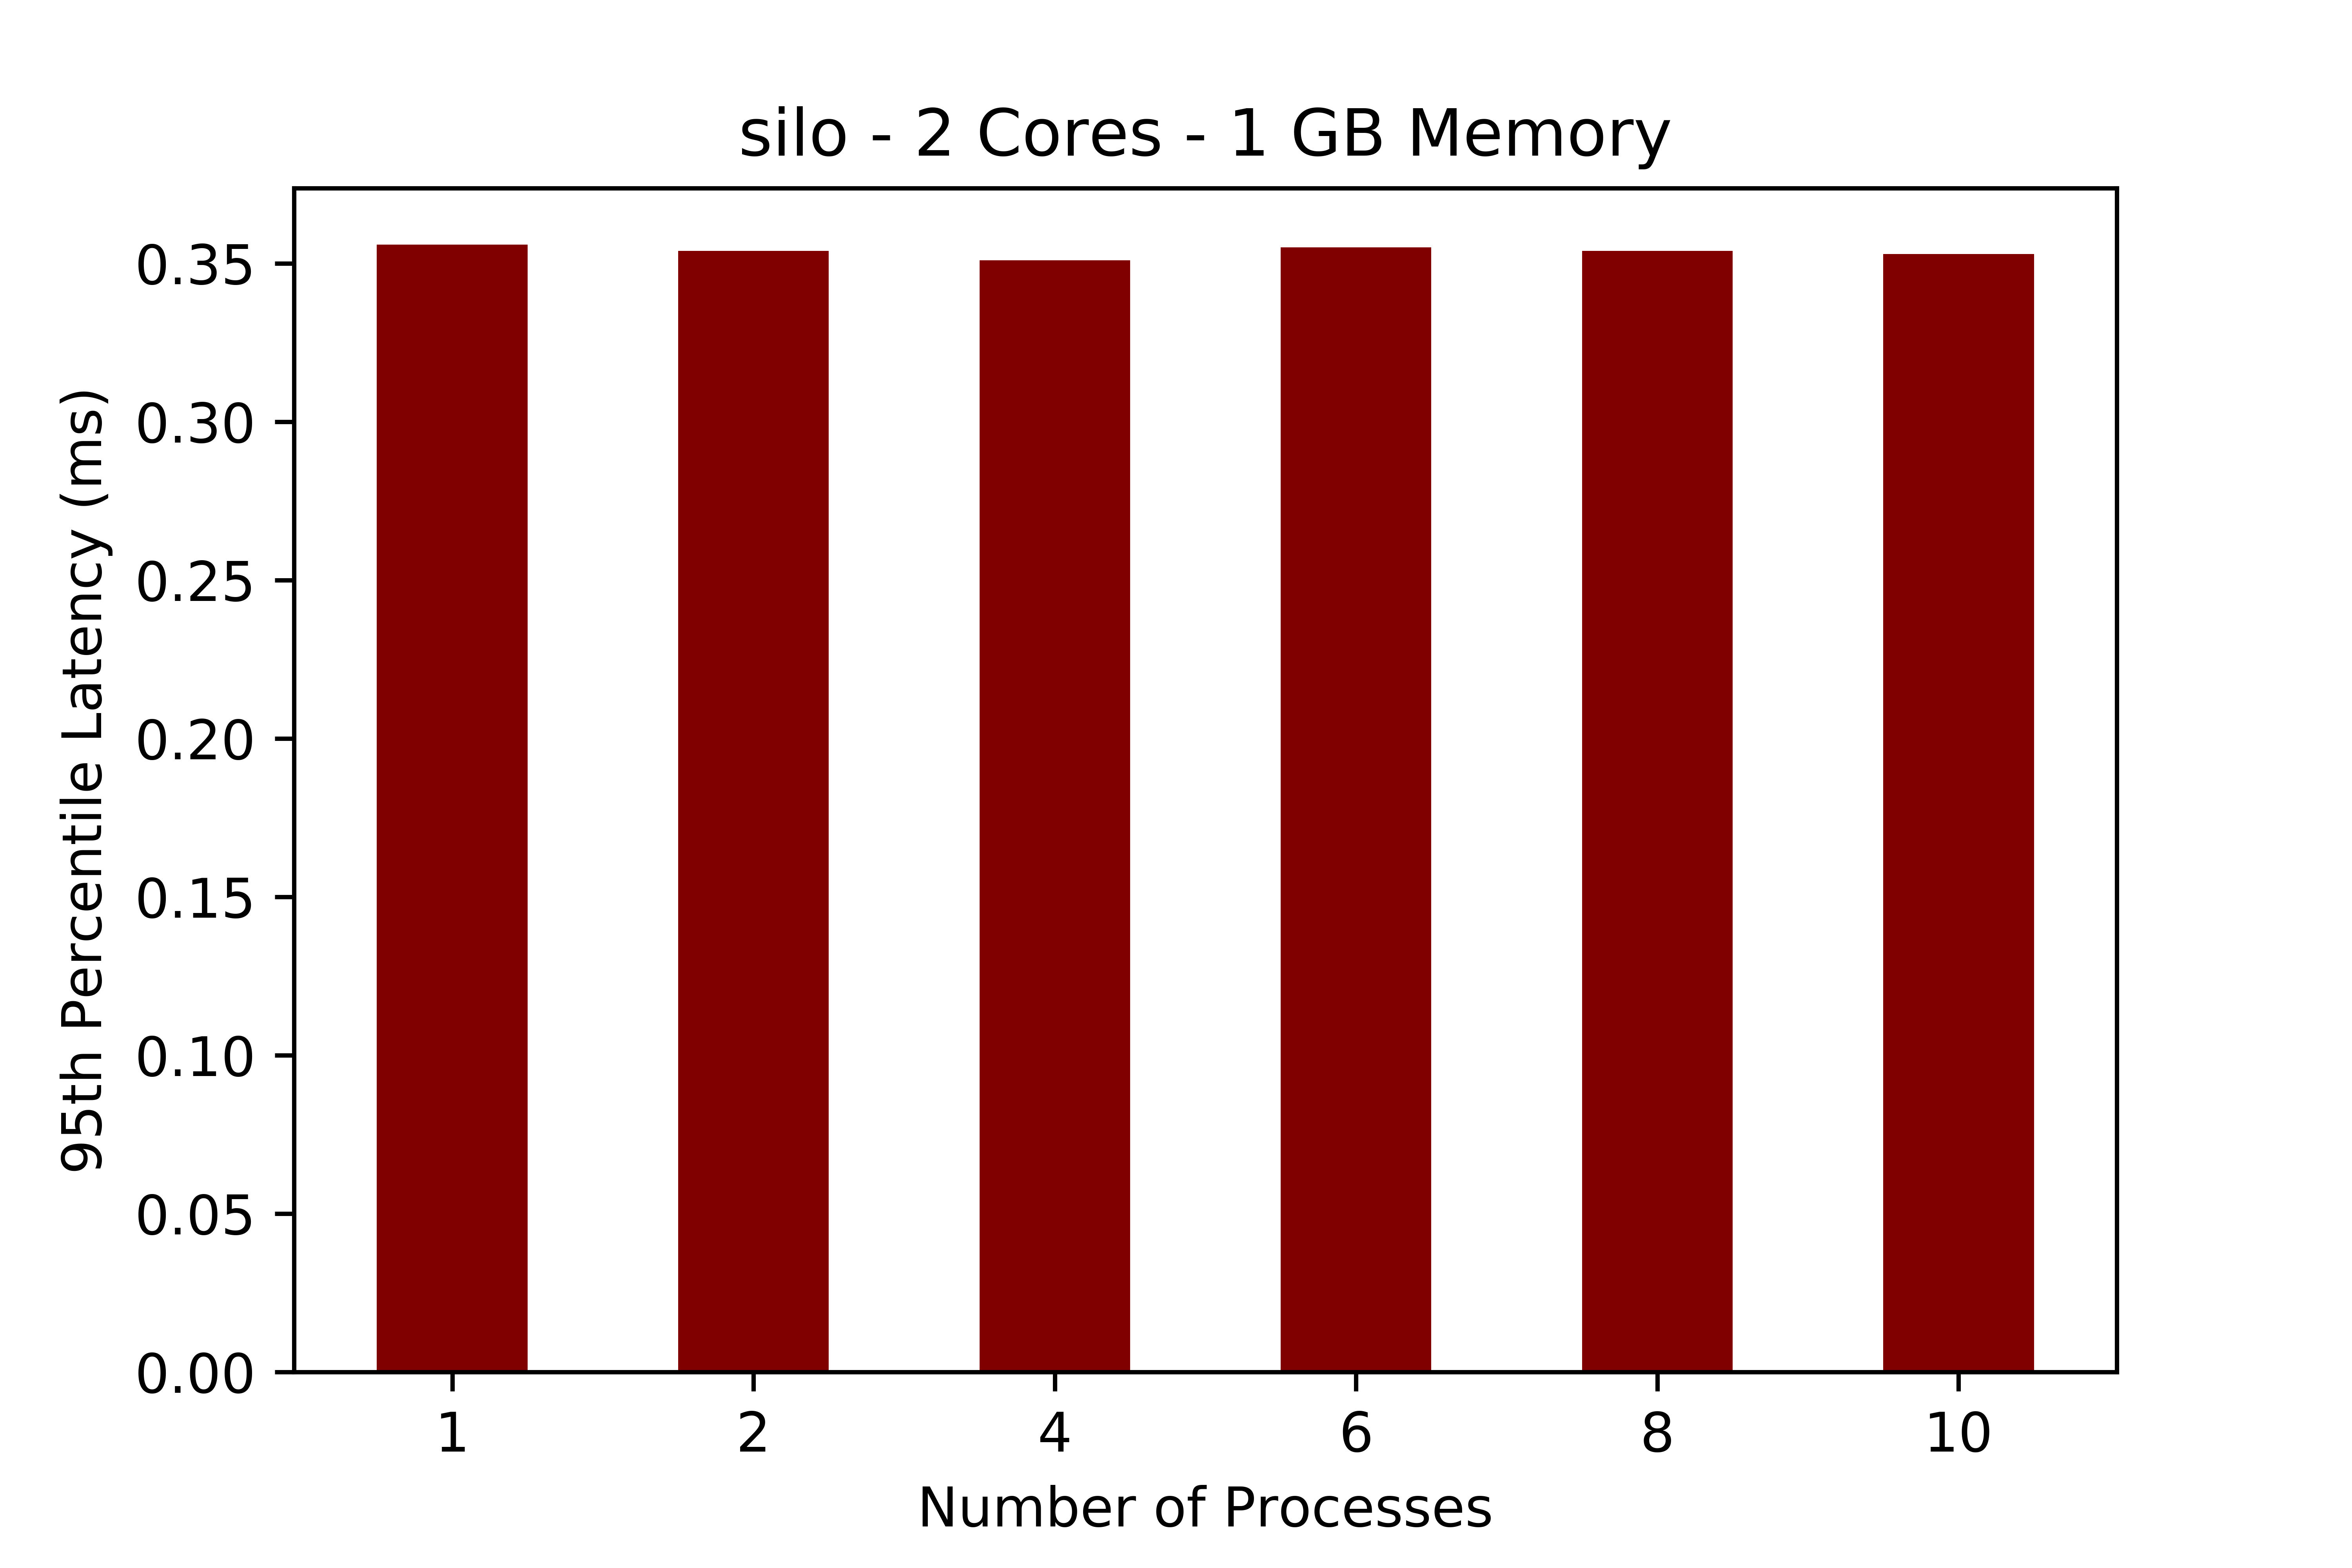 silo - 2 Cores - 1 GB Memory
95th Percentile Latency (ms)
0.35
0.30
0.25
0.20
0.15
0.10
0.05
0.00
1 2 4 6 8 10
Number of Processes